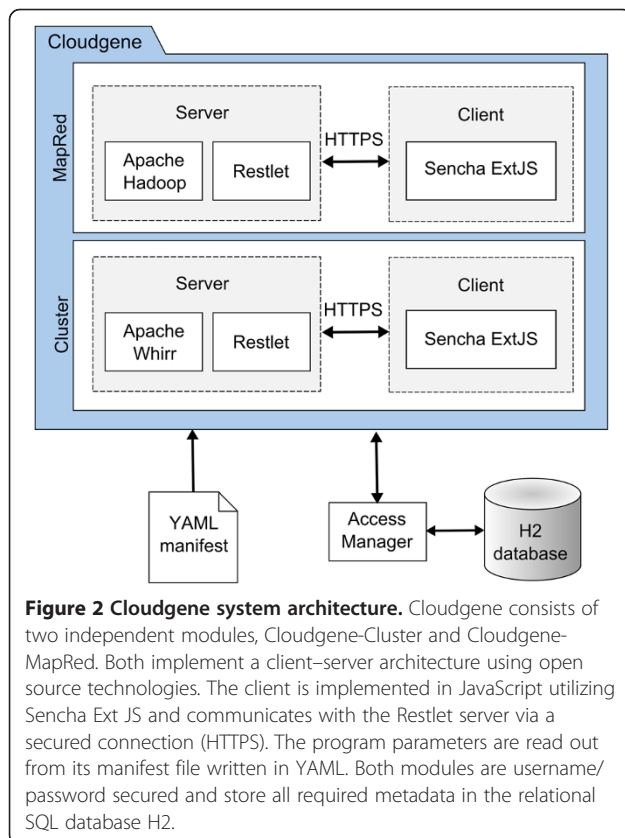 Cloudgene
MapRed
Server
Apache
Hadoop
Restlet
HTTPS
Client
Sencha ExtJS
Cluster
Server
Apache
Whirr
Restlet
HTTPS
Client
Sencha ExtJS
YAML
manifest
Access
Manager
H2
database
Figure 2 Cloudgene system architecture. Cloudgene consists of
two independent modules, Cloudgene-Cluster and Cloudgene-
MapRed. Both implement a client–server architecture using open
source technologies. The client is implemented in JavaScript utilizing
Sencha Ext JS and communicates with the Restlet server via a
secured connection (HTTPS). The program parameters are read out
from its manifest file written in YAML. Both modules are username/
password secured and store all required metadata in the relational
SQL database H2.